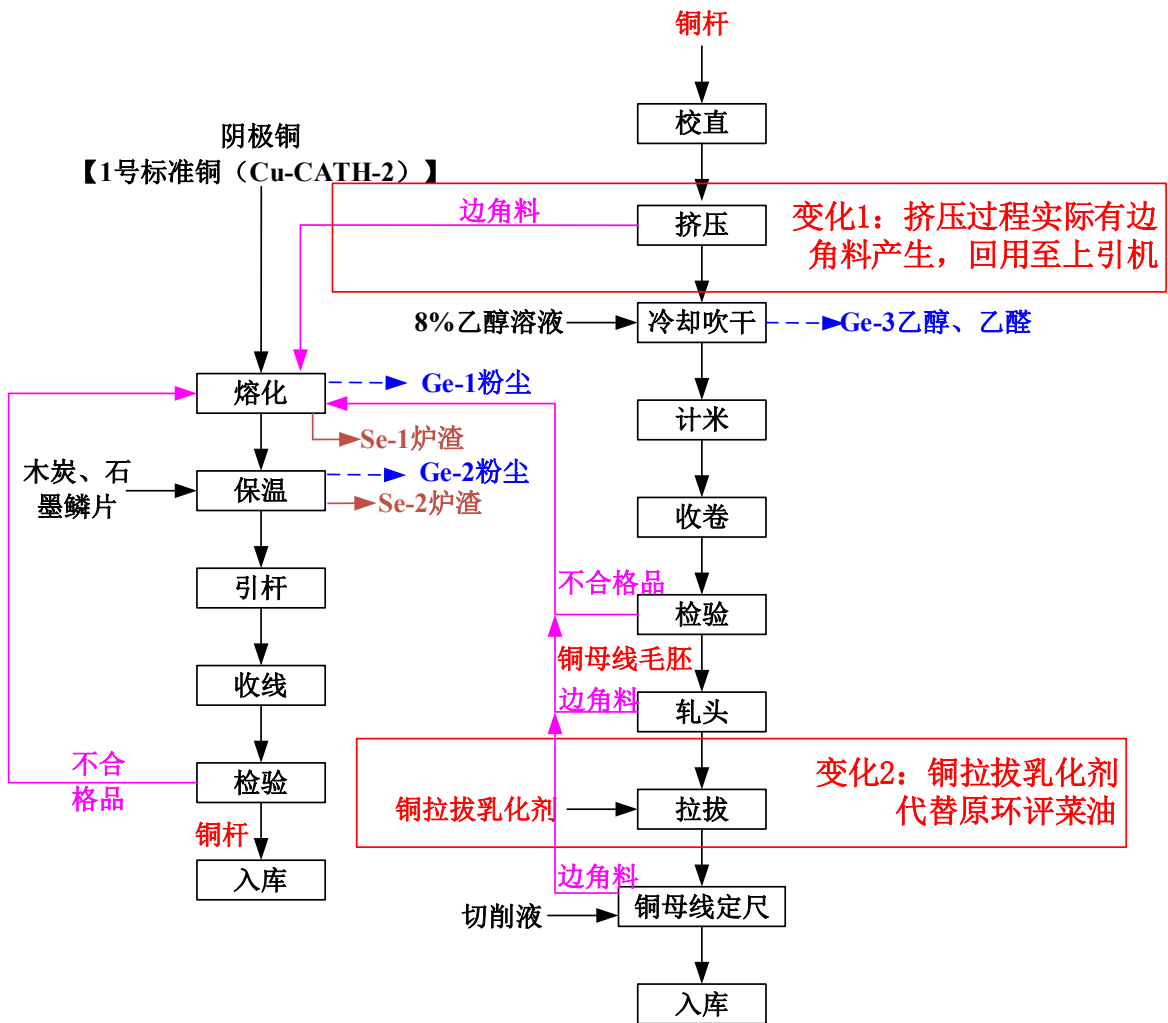 铜杆
校直
阴极铜
【1号标准铜（Cu-CATH-2）】
边角料
挤压
变化1：挤压过程实际有边
角料产生，回用至上引机
8%乙醇溶液
冷却吹干
Ge-3乙醇、乙醛
熔化
Ge-1粉尘
计米
Se-1炉渣
木炭、石
墨鳞片
保温
Ge-2粉尘
Se-2炉渣
收卷
引杆
不合格品
检验
铜母线毛胚
收线
边角料
轧头
不合
格品
检验
变化2：铜拉拔乳化剂
代替原环评菜油
铜拉拔乳化剂
拉拔
铜杆
入库
边角料
切削液
铜母线定尺
入库